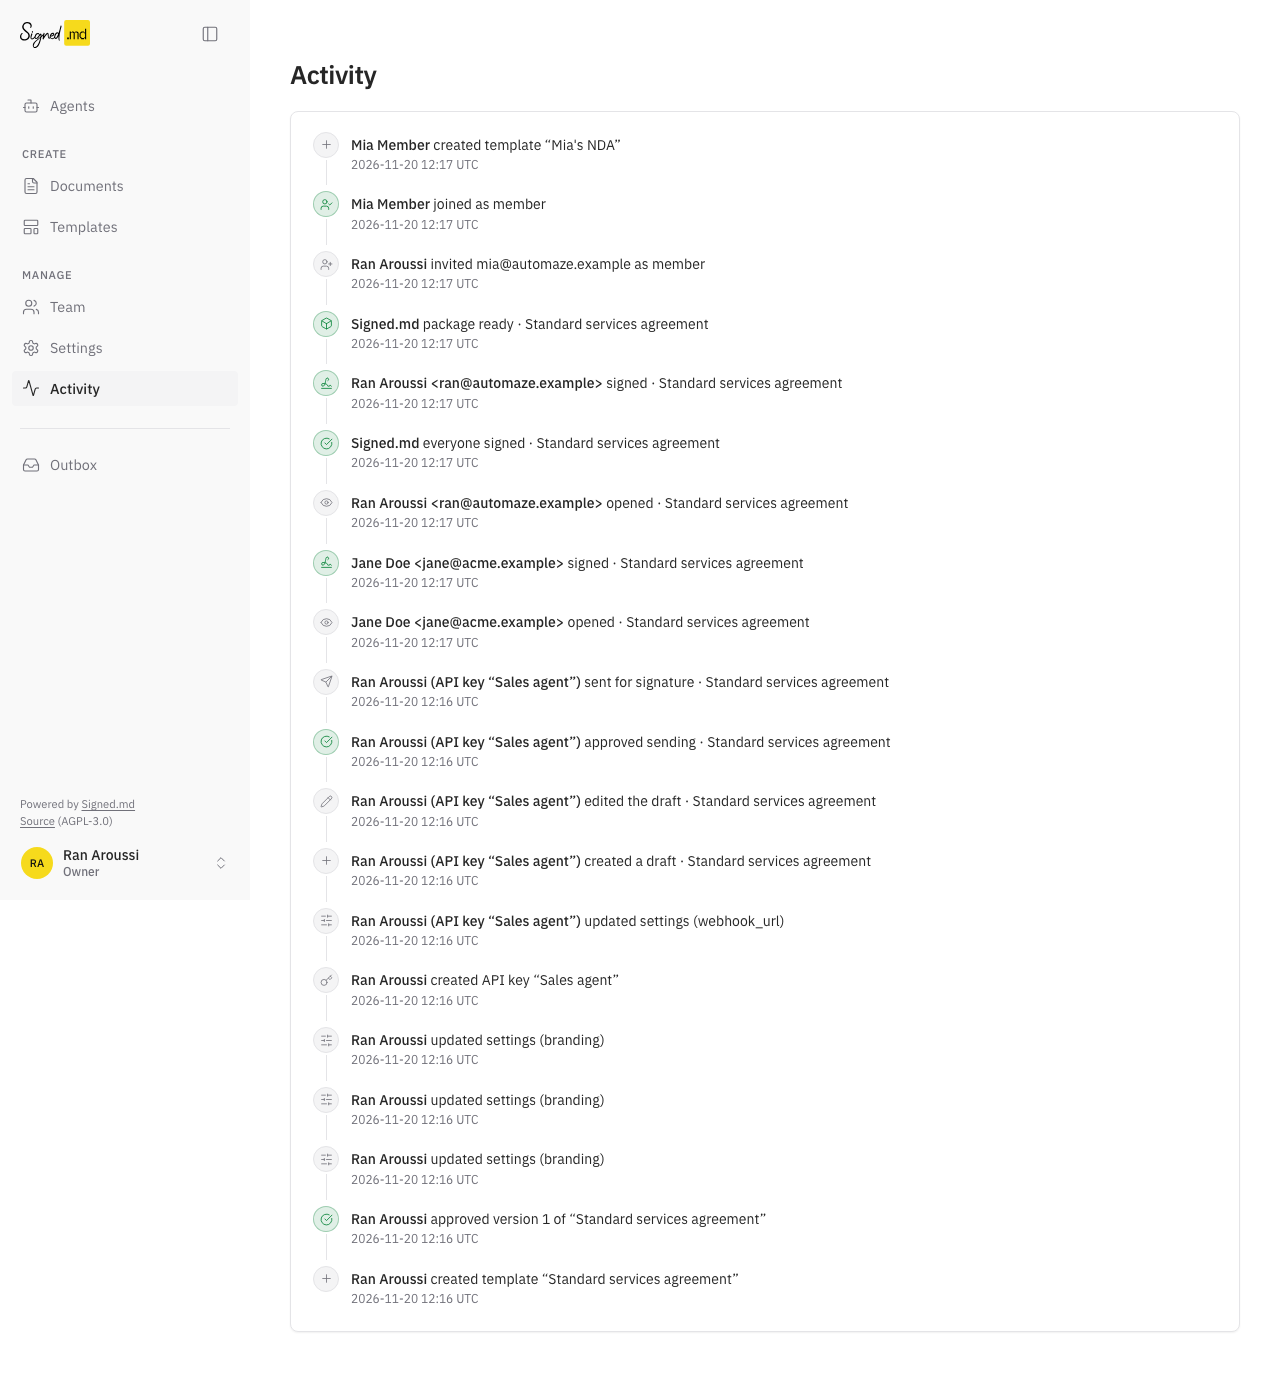 Signed .md
Agents
CREATE
Documents
Templates
MANAGE
Team
Settings
Activity
Outbox
Powered by Signed.md
Source (AGPL-3.0)
RA
Ran Aroussi
Owner
Activity
Mia Member created template “Mia's NDA”
2026-11-20 12:17 UTC
Mia Member joined as member
2026-11-20 12:17 UTC
Ran Aroussi invited mia@automaze.example as member
2026-11-20 12:17 UTC
Signed.md package ready · Standard services agreement
2026-11-20 12:17 UTC
Ran Aroussi <ran@automaze.example> signed · Standard services agreement
2026-11-20 12:17 UTC
Signed.md everyone signed · Standard services agreement
2026-11-20 12:17 UTC
Ran Aroussi <ran@automaze.example> opened · Standard services agreement
2026-11-20 12:17 UTC
Jane Doe <jane@acme.example> signed · Standard services agreement
2026-11-20 12:17 UTC
Jane Doe <jane@acme.example> opened · Standard services agreement
2026-11-20 12:17 UTC
Ran Aroussi (API key “Sales agent”) sent for signature · Standard services agreement
2026-11-20 12:16 UTC
Ran Aroussi (API key “Sales agent”) approved sending · Standard services agreement
2026-11-20 12:16 UTC
Ran Aroussi (API key “Sales agent”) edited the draft · Standard services agreement
2026-11-20 12:16 UTC
Ran Aroussi (API key “Sales agent”) created a draft · Standard services agreement
2026-11-20 12:16 UTC
Ran Aroussi (API key “Sales agent”) updated settings (webhook_url)
2026-11-20 12:16 UTC
Ran Aroussi created API key “Sales agent”
2026-11-20 12:16 UTC
Ran Aroussi updated settings (branding)
2026-11-20 12:16 UTC
Ran Aroussi updated settings (branding)
2026-11-20 12:16 UTC
Ran Aroussi updated settings (branding)
2026-11-20 12:16 UTC
Ran Aroussi approved version 1 of “Standard services agreement”
2026-11-20 12:16 UTC
Ran Aroussi created template “Standard services agreement”
2026-11-20 12:16 UTC